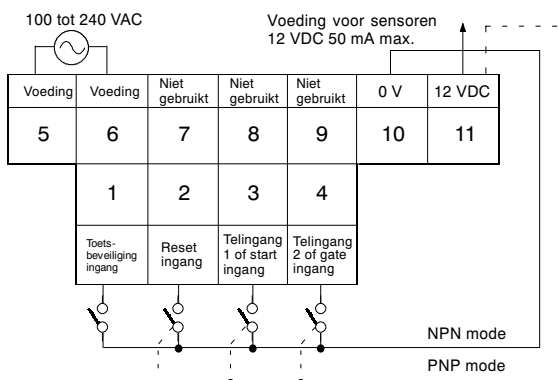 100 to 240 VAC
Voeding voor sensoren
12 VDC 50 mA max.
Voeding Voeding Niet gebruikt Niet gebruikt Niet gebruikt 0 V 12 VDC
5 6 7 8 9 10 11
1 2 3 4
Toets-
beveiliging
ingang
Reset
ingang
Telingang
1 of start
ingang
Telingang
2 of gate
ingang
NPN mode
PNP mode